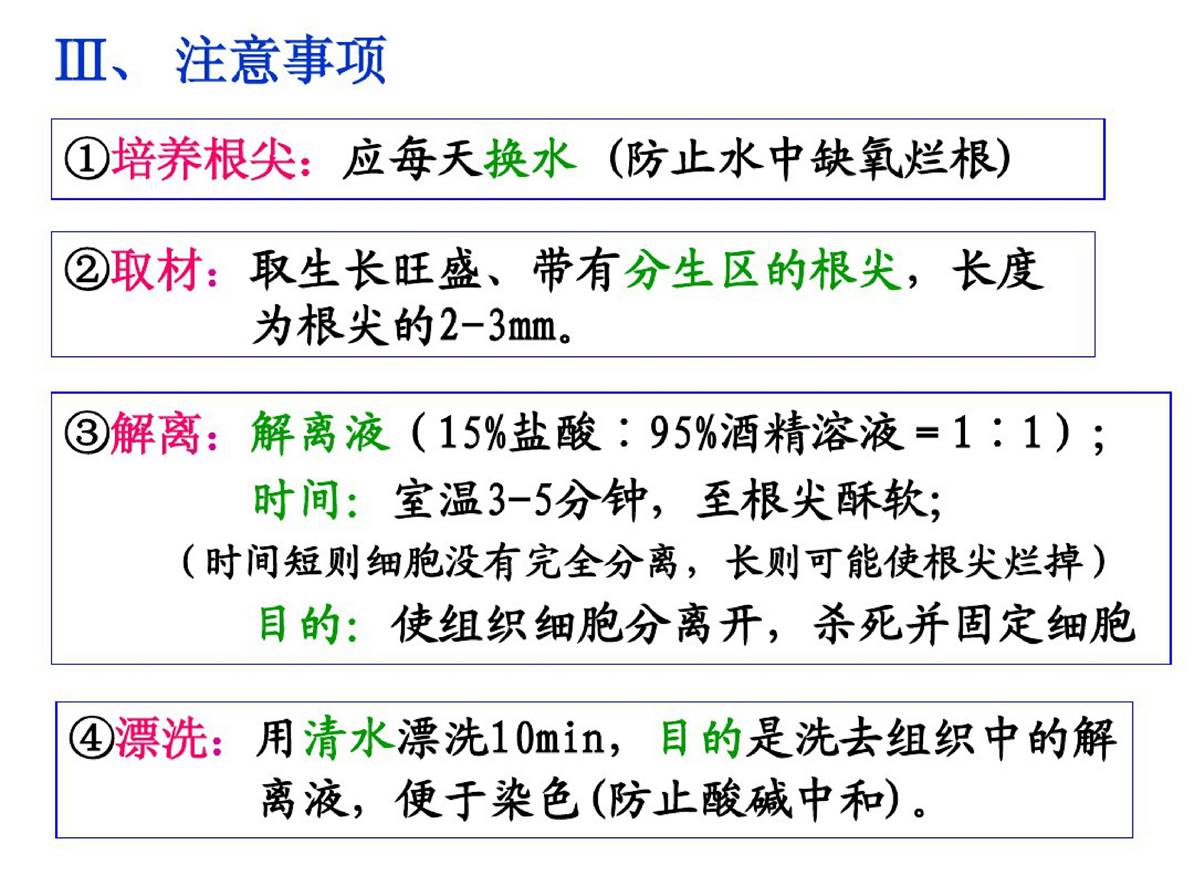 Ⅲ、 注意事项
①培养根尖：应每天换水 (防止水中缺氧烂根)
②取材：取生长旺盛、带有分生区的根尖，长度
为根尖的2-3mm。
③解离：解离液（15%盐酸∶95%酒精溶液＝1∶1）；
时间：室温3-5分钟，至根尖酥软；
（时间短则细胞没有完全分离，长则可能使根尖烂掉）
目的：使组织细胞分离开，杀死并固定细胞
④漂洗：用清水漂洗10min，目的是洗去组织中的解
离液，便于染色(防止酸碱中和)。